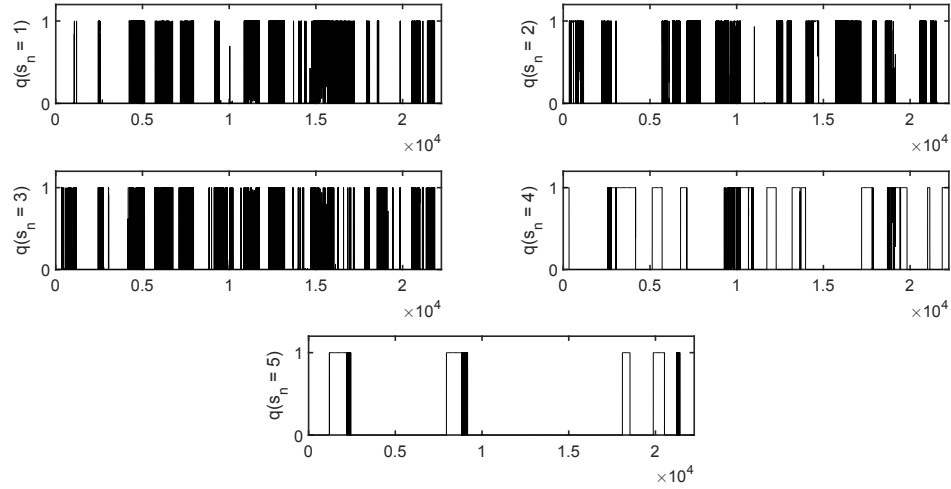 q(s_n = 1)
1
0
0 0.5 1 1.5 2
×10^4
q(s_n = 2)
1
0
0 0.5 1 1.5 2
×10^4
q(s_n = 3)
1
0
0 0.5 1 1.5 2
×10^4
q(s_n = 4)
1
0
0 0.5 1 1.5 2
×10^4
q(s_n = 5)
1
0
0 0.5 1 1.5 2
×10^4